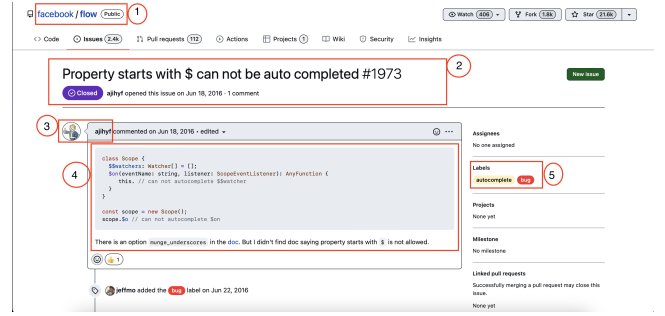 facebook / flow Public 1
Watch 406 Fork 1.8k Star 21.6k
Code Issues 2.4k Pull requests 112 Actions Projects 1 Wiki Security Insights
Property starts with $ can not be auto completed #1973 2
New issue
Closed ajihyf opened this issue on Jun 18, 2016 · 1 comment
3
ajihyf commented on Jun 18, 2016 • edited
Assignees
No one assigned
class Scope {
$$watchers: Watcher[] = [];
$on(eventName: string, listener: ScopeEventListener): AnyFunction {
this. // can not autocomplete $$watcher
}
}
const scope = new Scope();
scope.$o // can not autocomplete $on
4
Labels
autocomplete bug 5
Projects
None yet
There is an option munge_underscores in the doc. But I didn't find doc saying property starts with $ is not allowed.
Milestone
No milestone
👍 1
Linked pull requests
Successfully merging a pull request may close this
issue.
None yet
jeffmo added the bug label on Jun 22, 2016